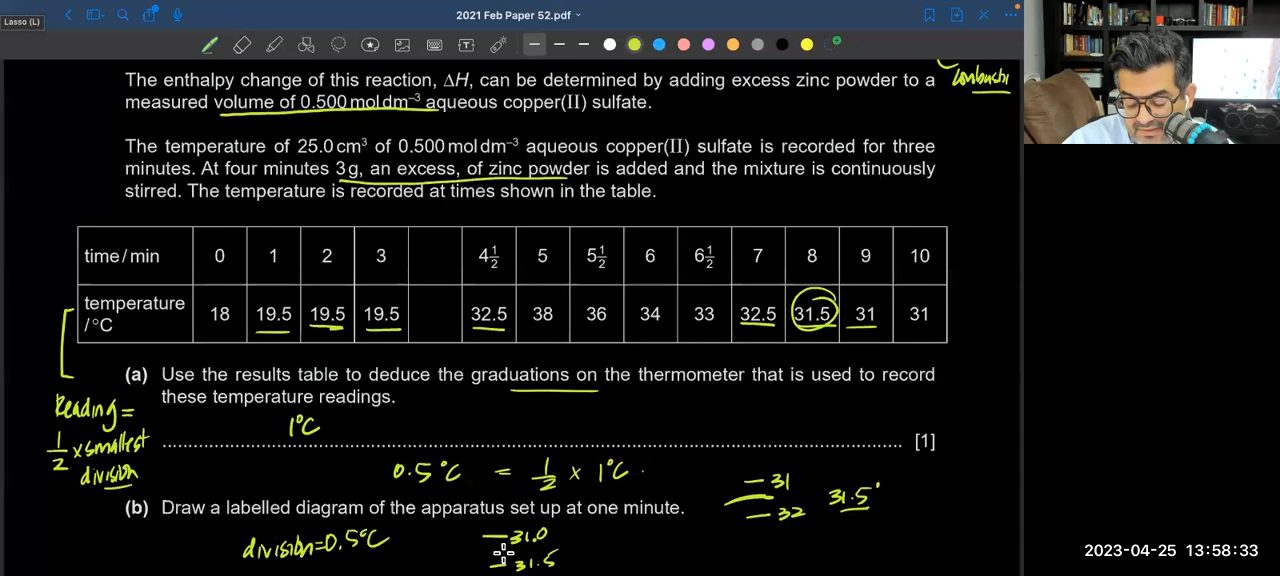 Lasso (L)
2021 Feb Paper 52.pdf
The enthalpy change of this reaction, ΔH, can be determined by adding excess zinc powder to a
measured volume of 0.500 mol dm⁻³ aqueous copper(II) sulfate.
The temperature of 25.0 cm³ of 0.500 mol dm⁻³ aqueous copper(II) sulfate is recorded for three
minutes. At four minutes 3 g, an excess, of zinc powder is added and the mixture is continuously
stirred. The temperature is recorded at times shown in the table.
time / min 0 1 2 3 4½ 5 5½ 6 6½ 7 8 9 10
temperature
/ °C 18 19.5 19.5 19.5 32.5 38 36 34 33 32.5 31.5 31 31
(a) Use the results table to deduce the graduations on the thermometer that is used to record
these temperature readings.
Reading =
½ × smallest
division
1°C
[1]
0.5°C = ½ × 1°C
31
32
31.5°
(b) Draw a labelled diagram of the apparatus set up at one minute.
division = 0.5°C
31.0
31.5
2023-04-25 13:58:33